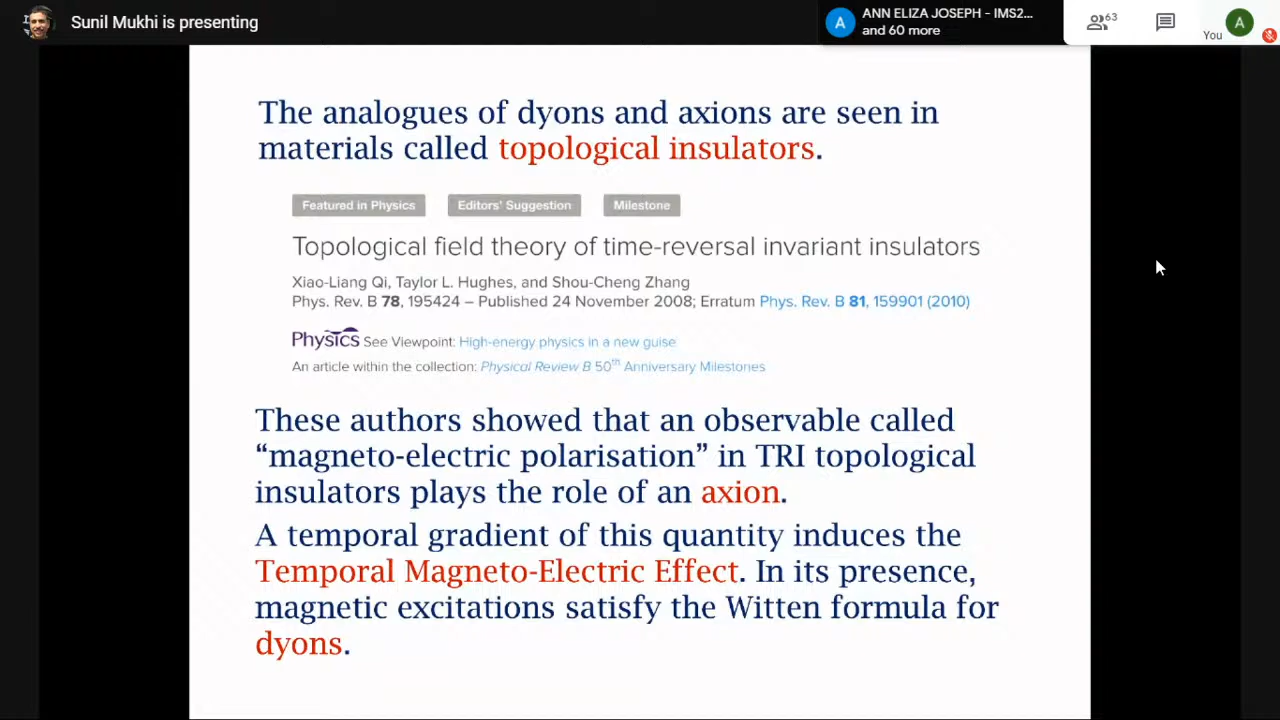 Sunil Mukhi is presenting
ANN ELIZA JOSEPH - IMS2...
and 60 more
A
63
You
A
The analogues of dyons and axions are seen in
materials called topological insulators.
Featured in Physics Editors' Suggestion Milestone
Topological field theory of time-reversal invariant insulators
Xiao-Liang Qi, Taylor L. Hughes, and Shou-Cheng Zhang
Phys. Rev. B 78, 195424 – Published 24 November 2008; Erratum Phys. Rev. B 81, 159901 (2010)
Physics See Viewpoint: High-energy physics in a new guise
An article within the collection: Physical Review B 50th Anniversary Milestones
These authors showed that an observable called
“magneto-electric polarisation” in TRI topological
insulators plays the role of an axion.
A temporal gradient of this quantity induces the
Temporal Magneto-Electric Effect. In its presence,
magnetic excitations satisfy the Witten formula for
dyons.